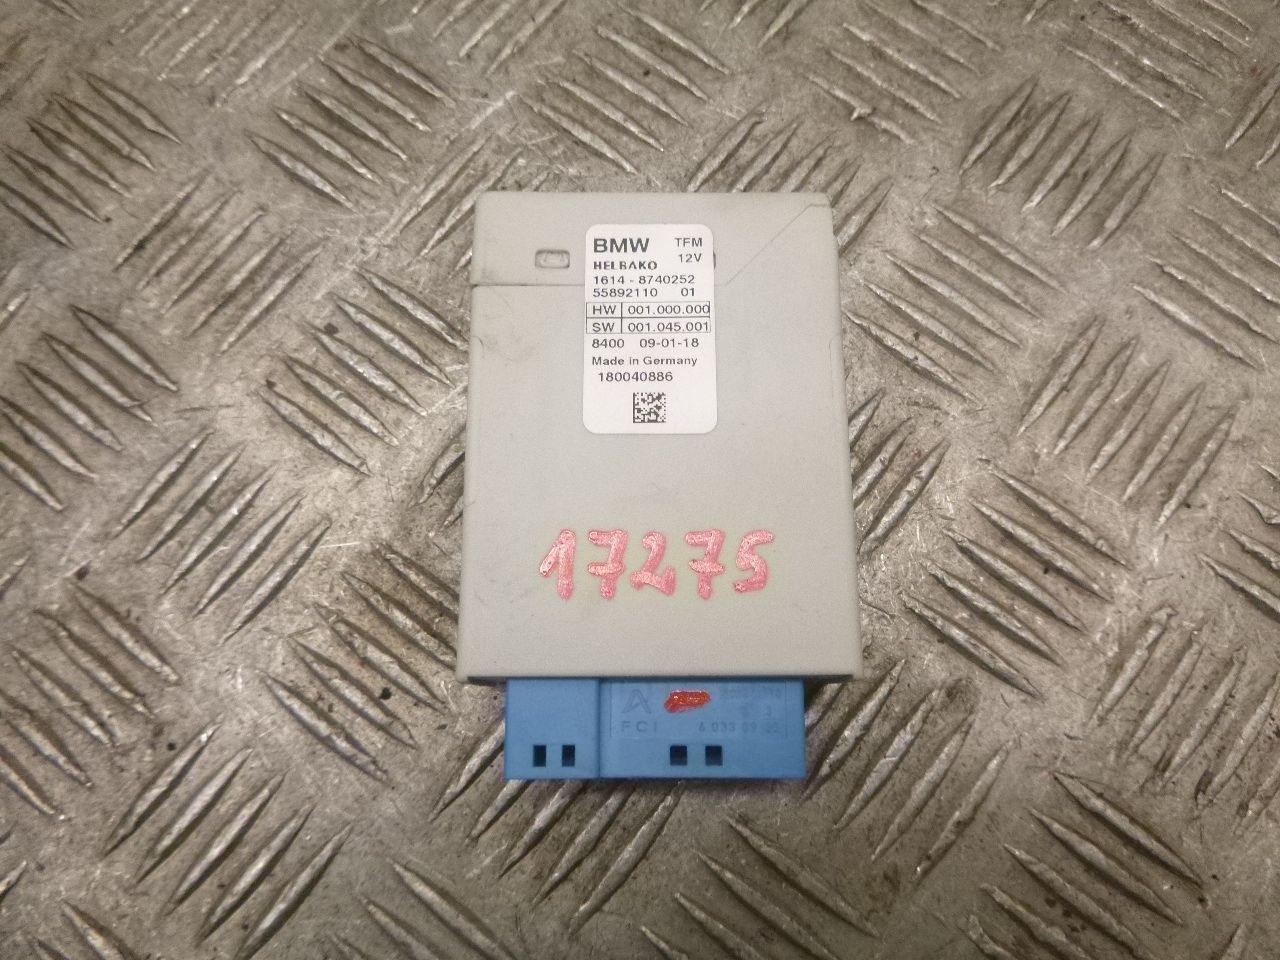 BMW TFM
HELBAKO 12V
1614 - 8740252
55892110 01
HW 001.000.000
SW 001.045.001
8400 09-01-18
Made in Germany
180040886
17275
A
FCI